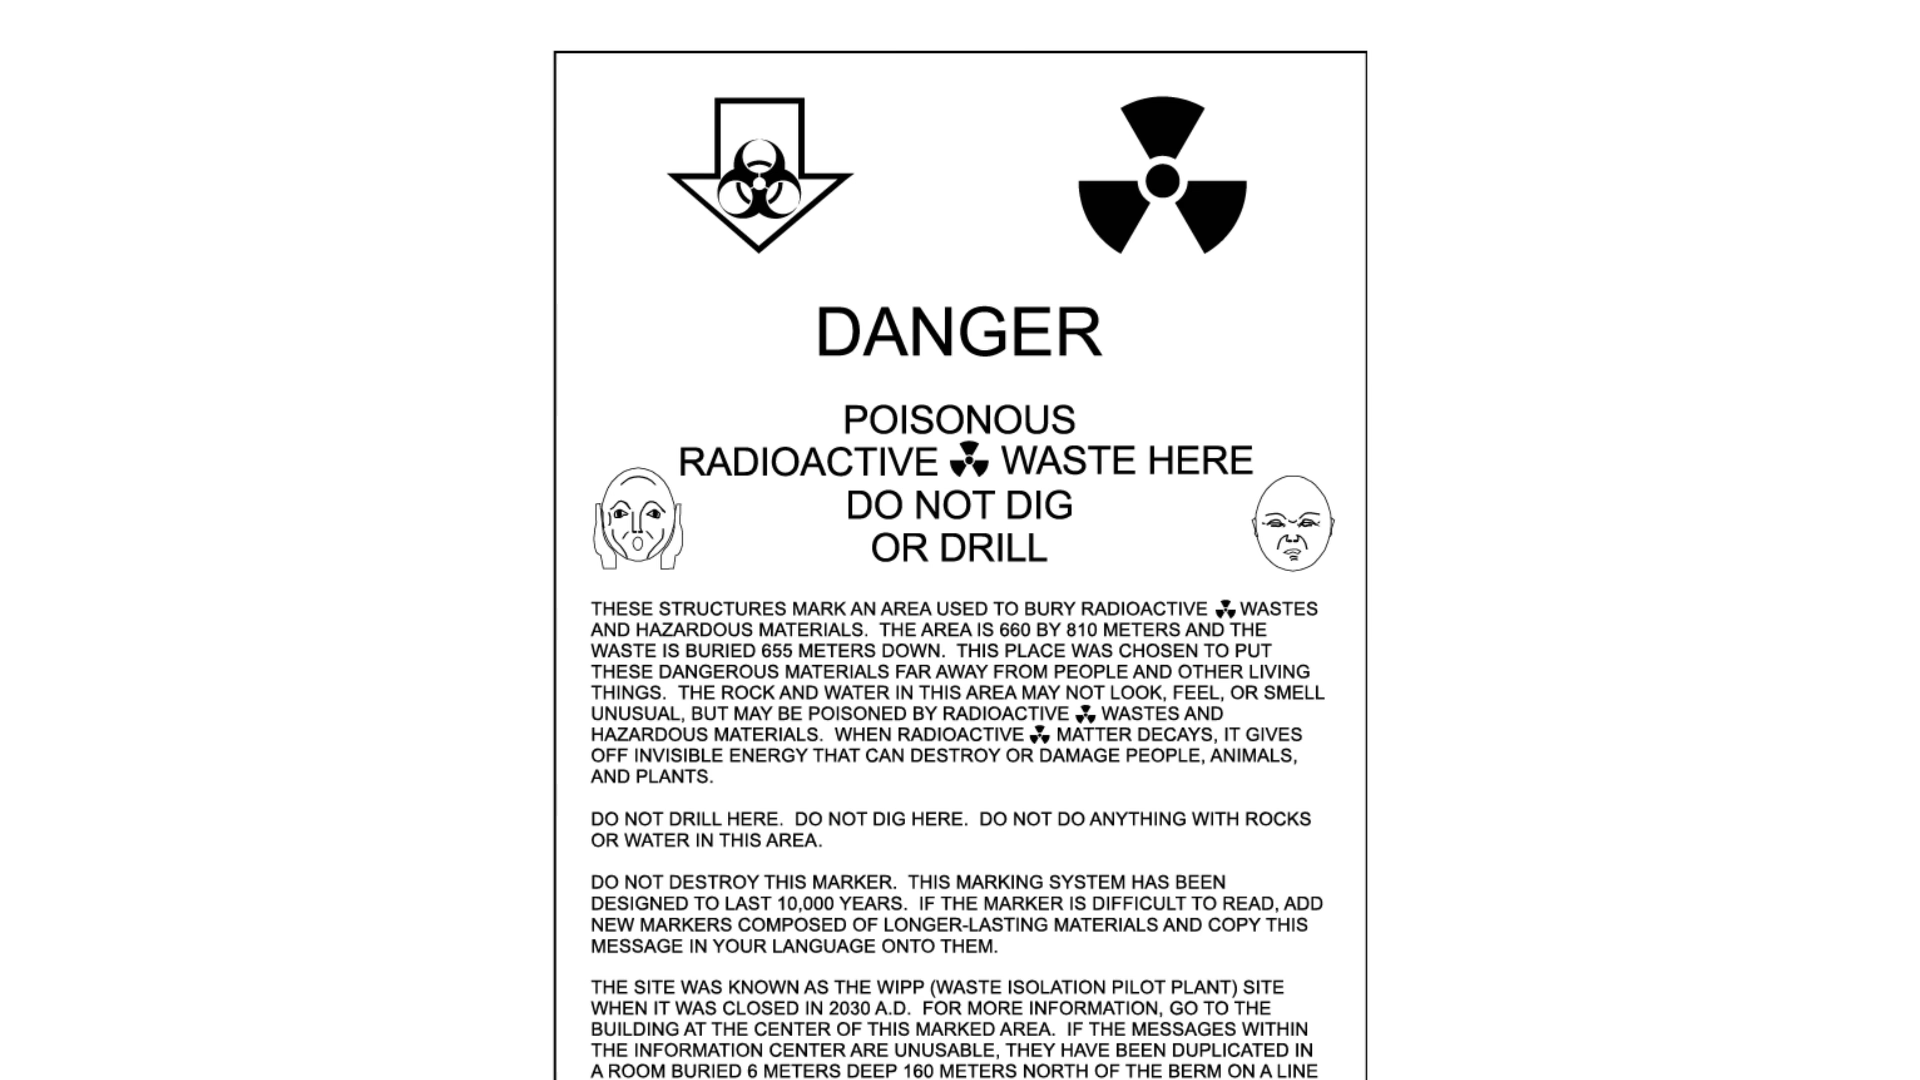 DANGER
POISONOUS
RADIOACTIVE WASTE HERE
DO NOT DIG
OR DRILL
THESE STRUCTURES MARK AN AREA USED TO BURY RADIOACTIVE WASTES
AND HAZARDOUS MATERIALS. THE AREA IS 660 BY 810 METERS AND THE
WASTE IS BURIED 655 METERS DOWN. THIS PLACE WAS CHOSEN TO PUT
THESE DANGEROUS MATERIALS FAR AWAY FROM PEOPLE AND OTHER LIVING
THINGS. THE ROCK AND WATER IN THIS AREA MAY NOT LOOK, FEEL, OR SMELL
UNUSUAL, BUT MAY BE POISONED BY RADIOACTIVE WASTES AND
HAZARDOUS MATERIALS. WHEN RADIOACTIVE MATTER DECAYS, IT GIVES
OFF INVISIBLE ENERGY THAT CAN DESTROY OR DAMAGE PEOPLE, ANIMALS,
AND PLANTS.
DO NOT DRILL HERE. DO NOT DIG HERE. DO NOT DO ANYTHING WITH ROCKS
OR WATER IN THIS AREA.
DO NOT DESTROY THIS MARKER. THIS MARKING SYSTEM HAS BEEN
DESIGNED TO LAST 10,000 YEARS. IF THE MARKER IS DIFFICULT TO READ, ADD
NEW MARKERS COMPOSED OF LONGER-LASTING MATERIALS AND COPY THIS
MESSAGE IN YOUR LANGUAGE ONTO THEM.
THE SITE WAS KNOWN AS THE WIPP (WASTE ISOLATION PILOT PLANT) SITE
WHEN IT WAS CLOSED IN 2030 A.D. FOR MORE INFORMATION, GO TO THE
BUILDING AT THE CENTER OF THIS MARKED AREA. IF THE MESSAGES WITHIN
THE INFORMATION CENTER ARE UNUSABLE, THEY HAVE BEEN DUPLICATED IN
A ROOM BURIED 6 METERS DEEP 160 METERS NORTH OF THE BERM ON A LINE